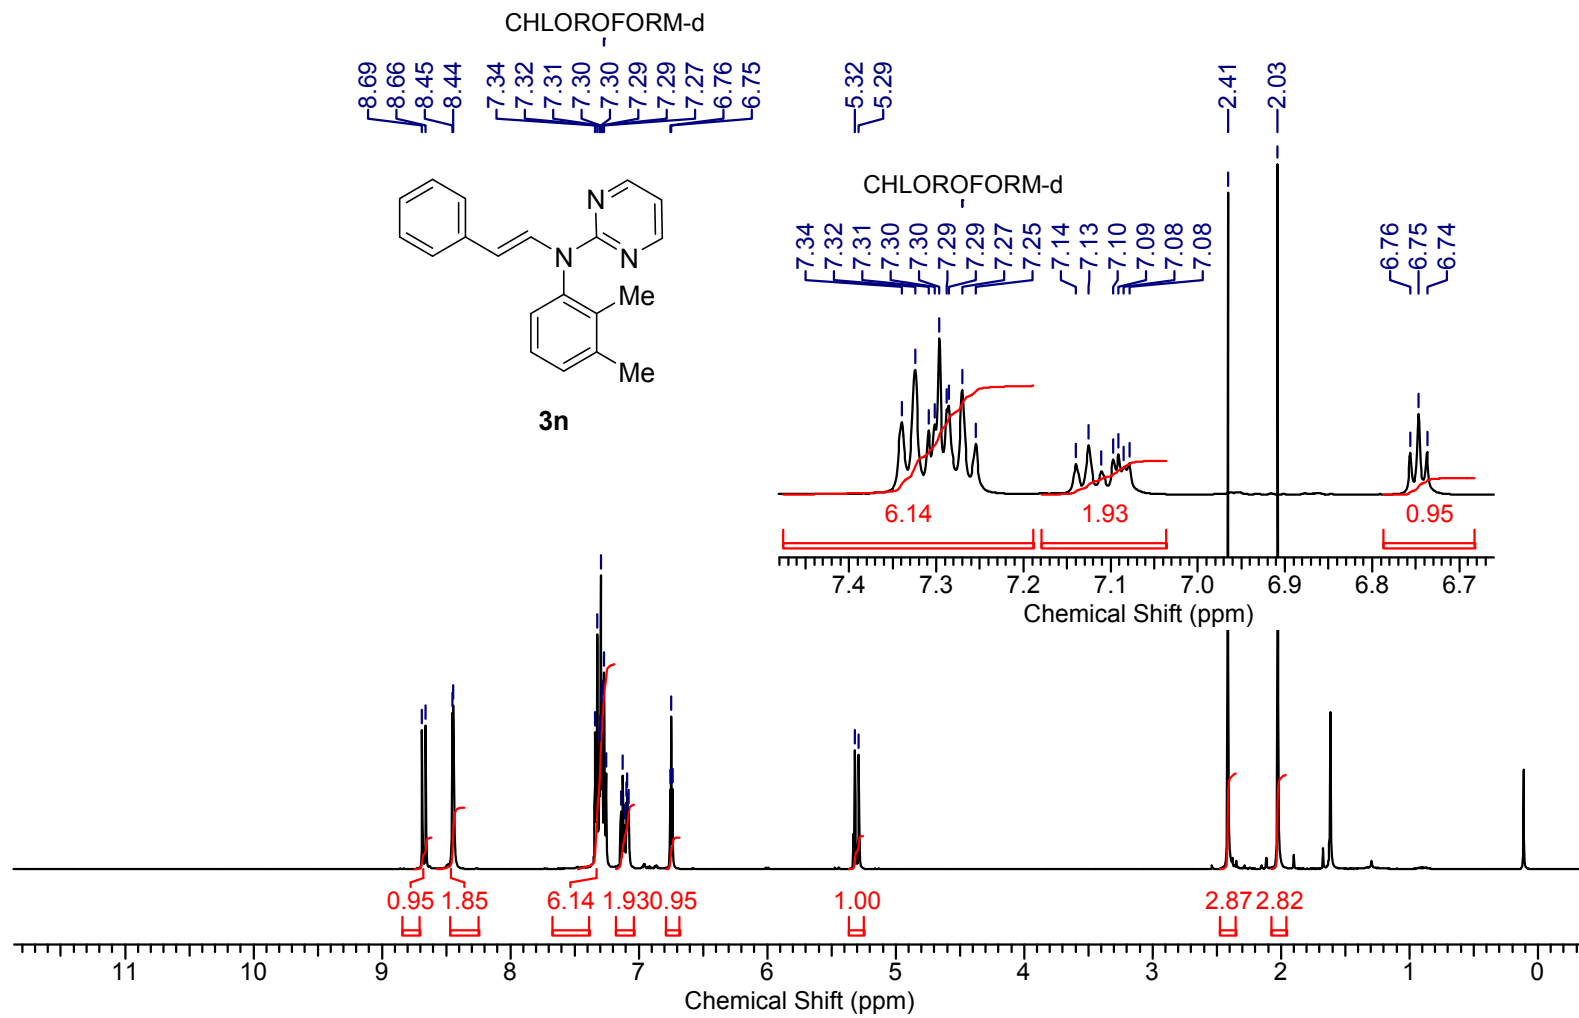 CHLOROFORM-d
8.69 8.66 8.45 8.44 7.34 7.32 7.31 7.30 7.30 7.29 7.29 7.27 6.76 6.75 5.32 5.29 2.41 2.03
N
N
N
Me
Me
3n
CHLOROFORM-d
7.34 7.32 7.31 7.30 7.30 7.29 7.29 7.27 7.25 7.14 7.13 7.10 7.09 7.08 7.08 6.76 6.75 6.74
6.14 1.93 0.95
7.4 7.3 7.2 7.1 7.0 6.9 6.8 6.7
Chemical Shift (ppm)
0.95 1.85 6.14 1.93 0.95 1.00 2.87 2.82
11 10 9 8 7 6 5 4 3 2 1 0
Chemical Shift (ppm)